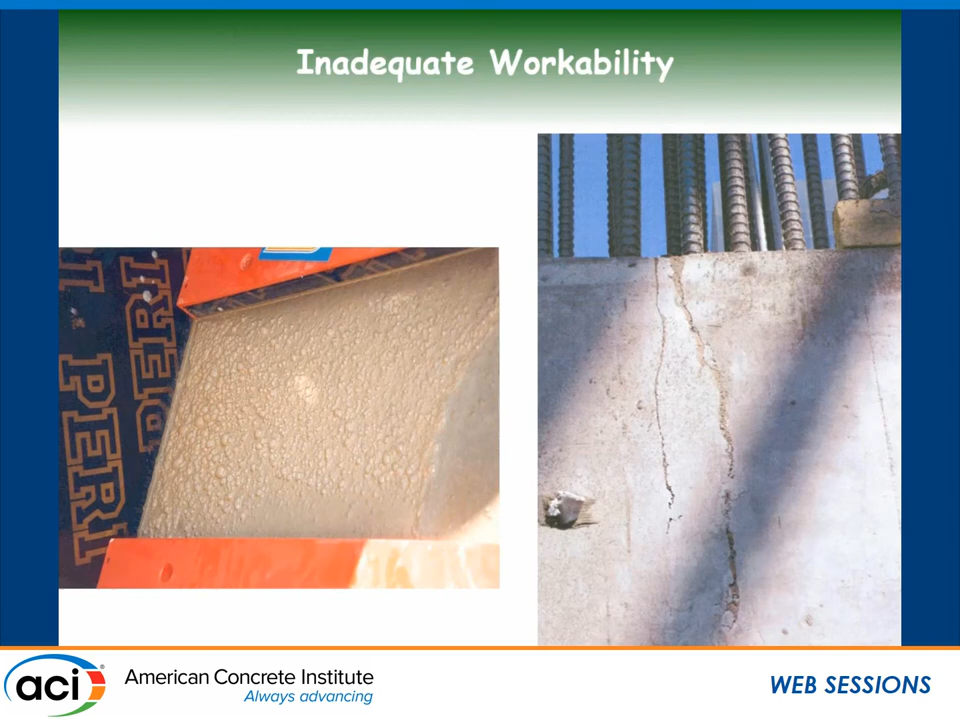 Inadequate Workability
PERI
PERI
aci
American Concrete Institute
Always advancing
WEB SESSIONS